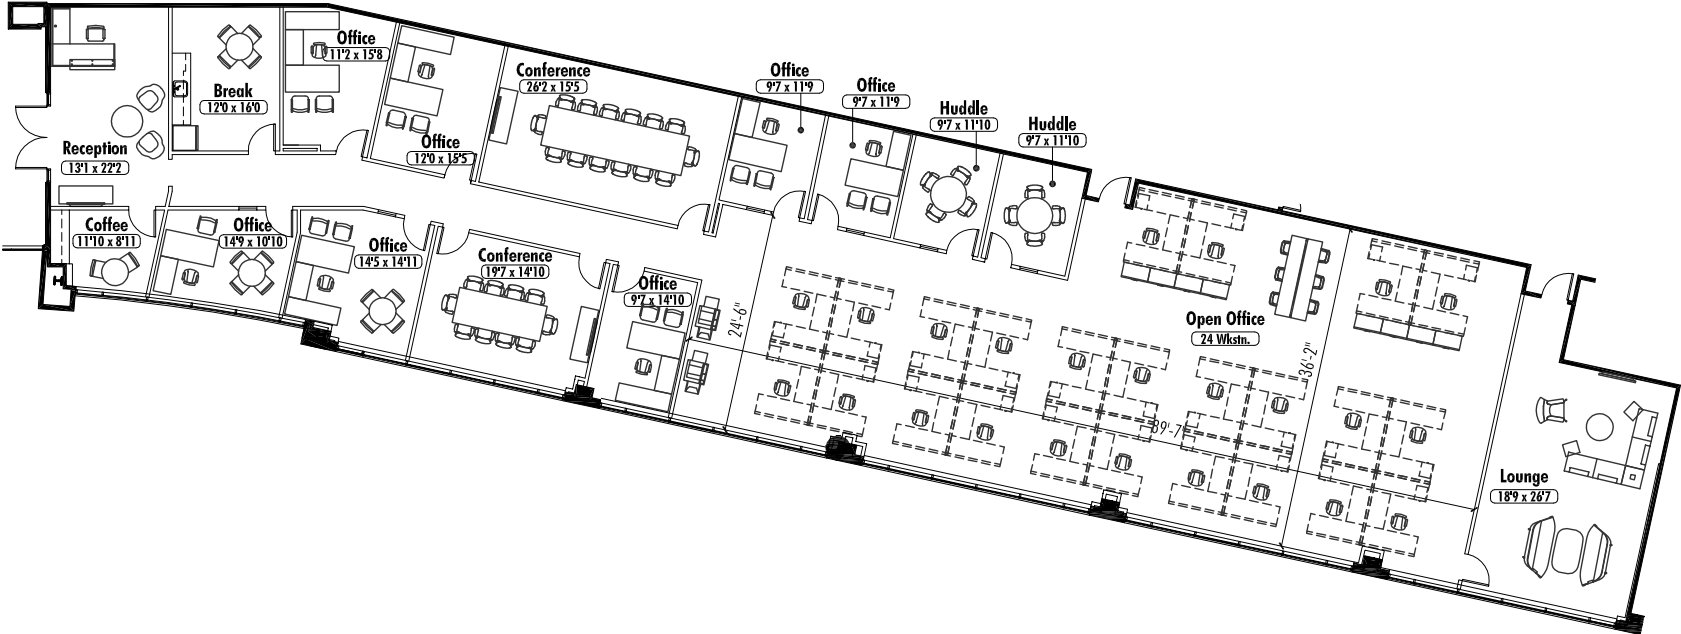 Office
11'2 x 15'8
Break
12'0 x 16'0
Reception
13'1 x 22'2
Office
12'0 x 15'5
Conference
26'2 x 15'5
Office
9'7 x 11'9
Office
9'7 x 11'9
Huddle
9'7 x 11'10
Huddle
9'7 x 11'10
Coffee
11'10 x 8'11
Office
14'9 x 10'10
Office
14'5 x 14'11
Conference
19'7 x 14'10
Office
9'7 x 14'10
24'-6"
Open Office
24 Wkstn.
36'-2"
89'-7"
Lounge
18'9 x 26'7